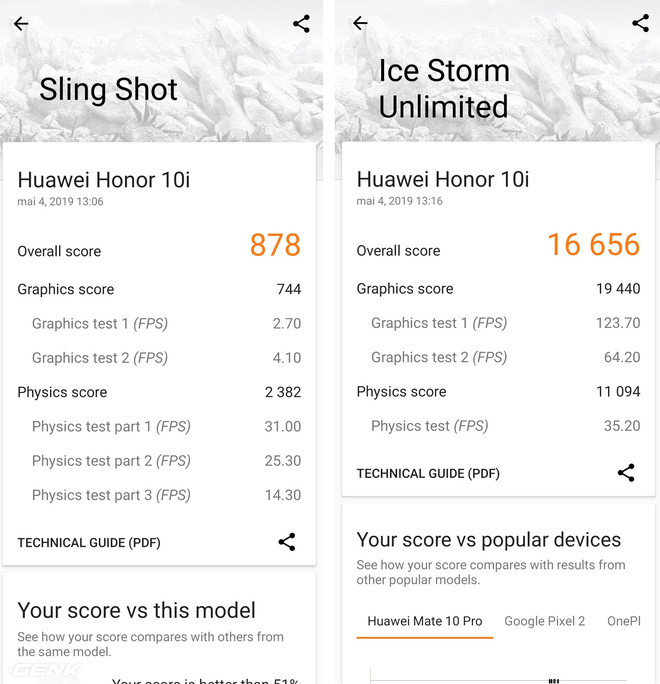 Sling Shot
Huawei Honor 10i
mai 4, 2019 13:06
Overall score 878
Graphics score 744
Graphics test 1 (FPS) 2.70
Graphics test 2 (FPS) 4.10
Physics score 2 382
Physics test part 1 (FPS) 31.00
Physics test part 2 (FPS) 25.30
Physics test part 3 (FPS) 14.30
TECHNICAL GUIDE (PDF)
Your score vs this model
See how your score compares with others from
the same model.
Your score is better than 51%
GENK
Ice Storm
Unlimited
Huawei Honor 10i
mai 4, 2019 13:16
Overall score 16 656
Graphics score 19 440
Graphics test 1 (FPS) 123.70
Graphics test 2 (FPS) 64.20
Physics score 11 094
Physics test (FPS) 35.20
TECHNICAL GUIDE (PDF)
Your score vs popular devices
See how your score compares with results from
other popular models.
Huawei Mate 10 Pro Google Pixel 2 OnePl